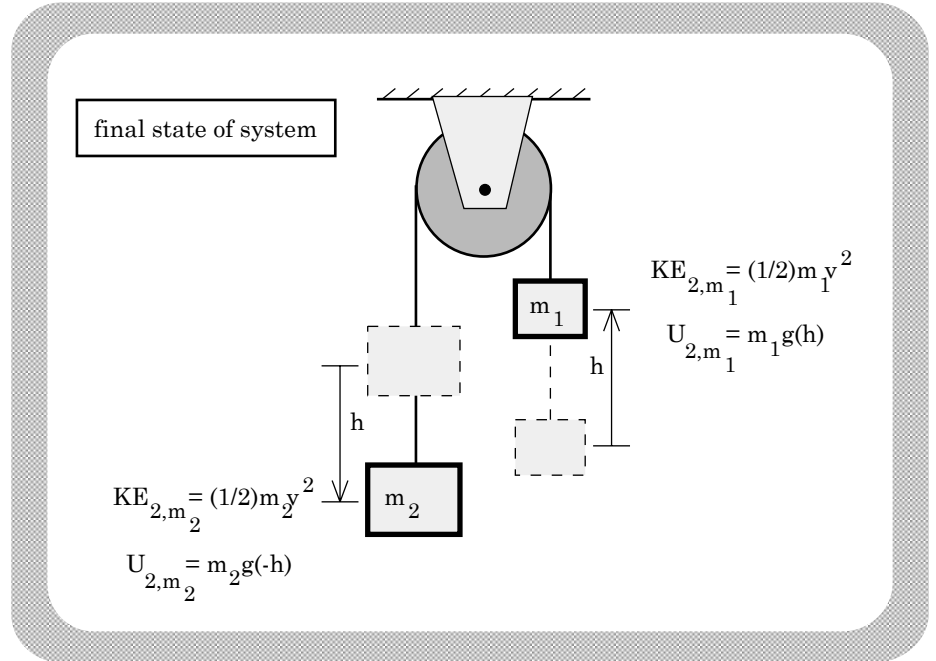 final state of system
KE₂,ₘ₁ = (1/2)m₁v²
m₁
U₂,ₘ₁ = m₁g(h)
h
h
KE₂,ₘ₂ = (1/2)m₂v²
m₂
U₂,ₘ₂ = m₂g(-h)